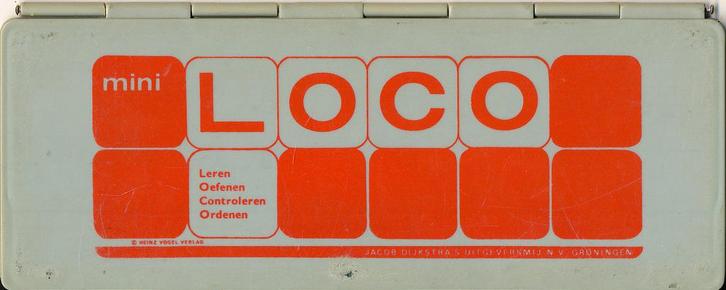 mini LOCO
Leren
Oefenen
Controleren
Ordenen
© HEINZ VOGEL VERLAG
JACOB DIJKSTRA'S UITGEVERSMIJ N.V. GRONINGEN